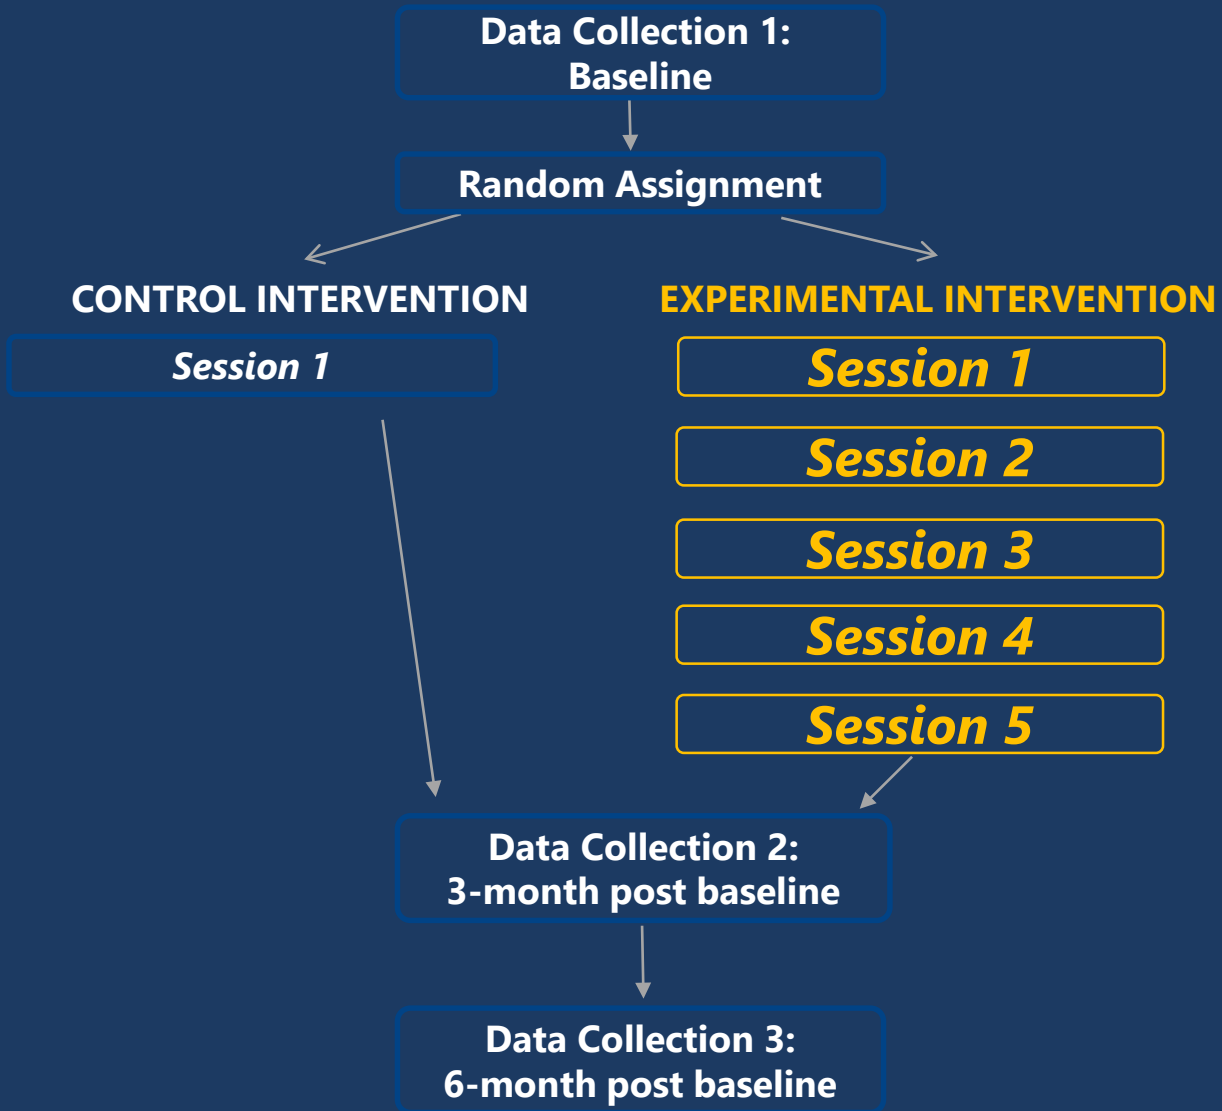 Data Collection 1:
Baseline
Random Assignment
CONTROL INTERVENTION
Session 1
EXPERIMENTAL INTERVENTION
Session 1
Session 2
Session 3
Session 4
Session 5
Data Collection 2:
3-month post baseline
Data Collection 3:
6-month post baseline